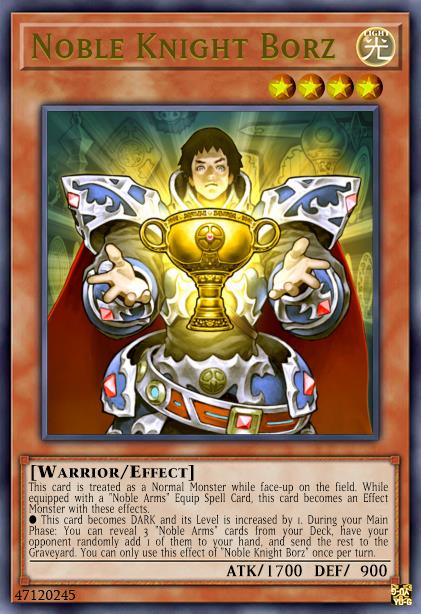 NOBLE KNIGHT BORZ
LIGHT
光
[WARRIOR/EFFECT]
This card is treated as a Normal Monster while face-up on the field. While
equipped with a "Noble Arms" Equip Spell Card, this card becomes an Effect
Monster with these effects.
● This card becomes DARK and its Level is increased by 1. During your Main
Phase: You can reveal 3 "Noble Arms" cards from your Deck, have your
opponent randomly add 1 of them to your hand, and send the rest to the
Graveyard. You can only use this effect of "Noble Knight Borz" once per turn.
ATK/1700 DEF/ 900
47120245